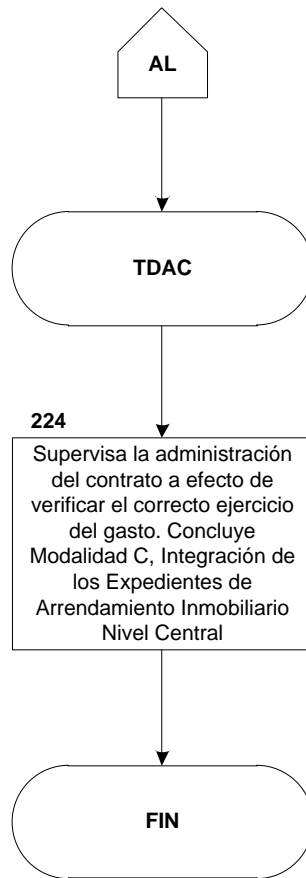 AL
TDAC
224
Supervisa la administración
del contrato a efecto de
verificar el correcto ejercicio
del gasto. Concluye
Modalidad C, Integración de
los Expedientes de
Arrendamiento Inmobiliario
Nivel Central
FIN